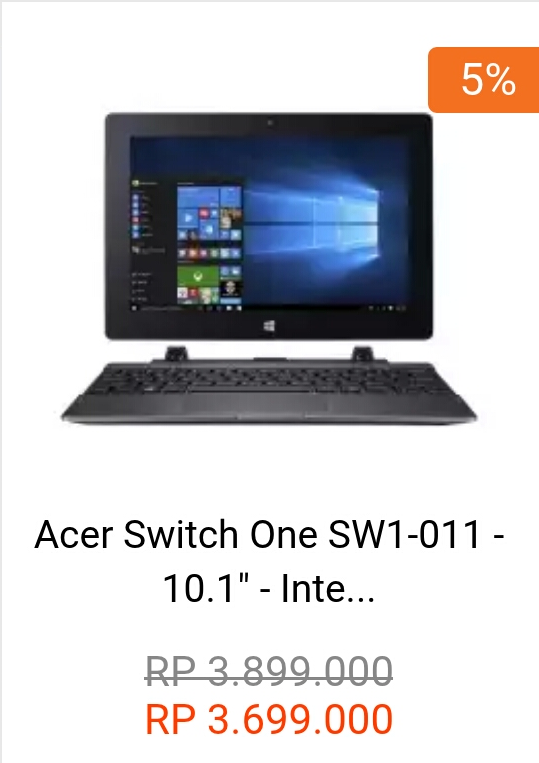 5%
Acer Switch One SW1-011 -
10.1" - Inte...
RP 3.899.000
RP 3.699.000